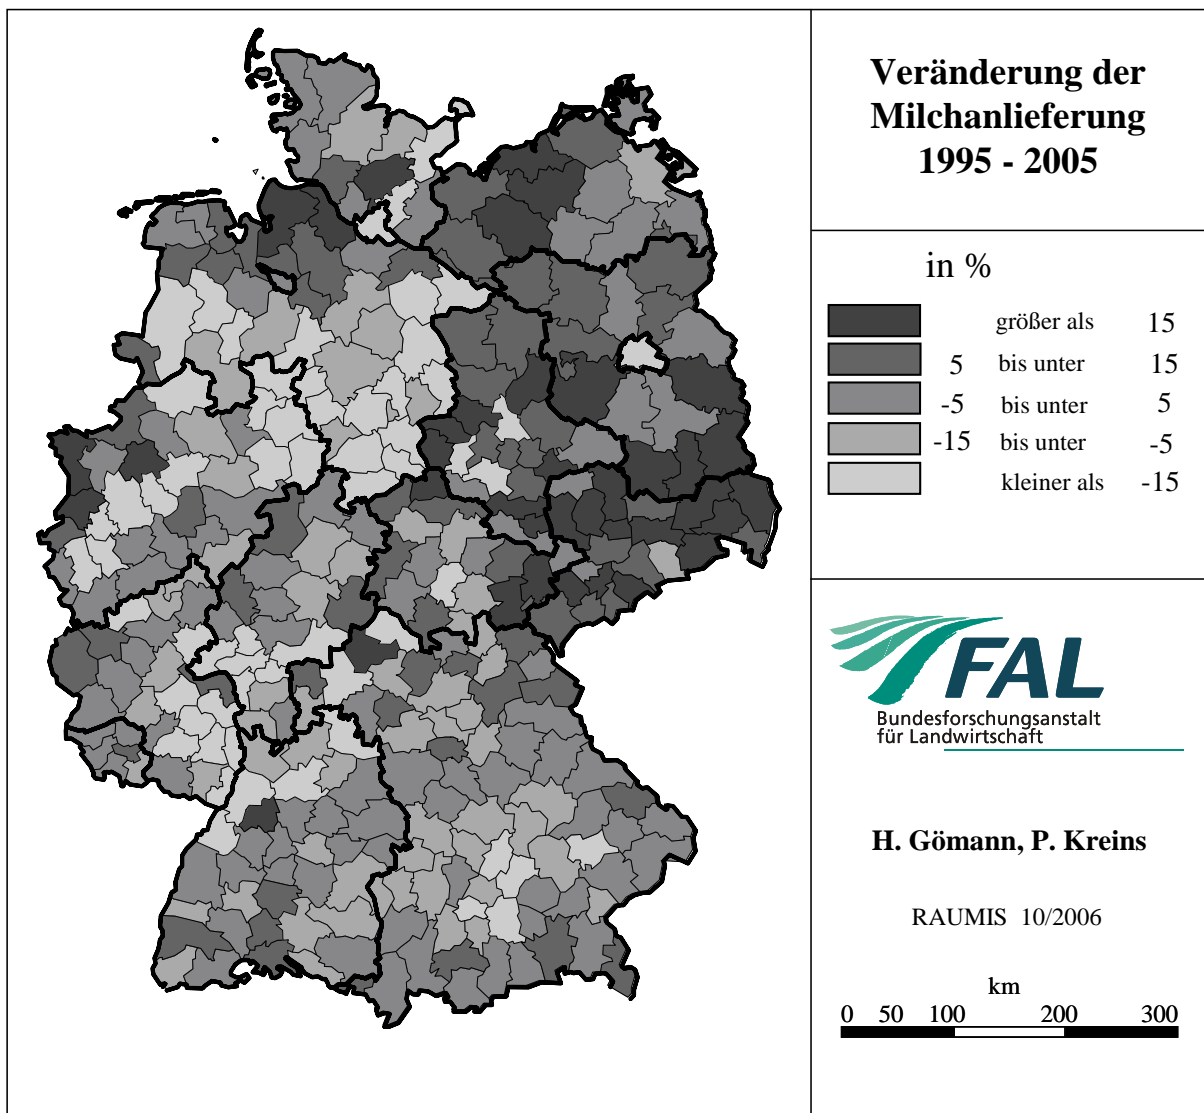 Veränderung der
Milchanlieferung
1995 - 2005
in %
größer als 15
5 bis unter 15
-5 bis unter 5
-15 bis unter -5
kleiner als -15
FAL
Bundesforschungsanstalt
für Landwirtschaft
H. Gömann, P. Kreins
RAUMIS 10/2006
km
0 50 100 200 300